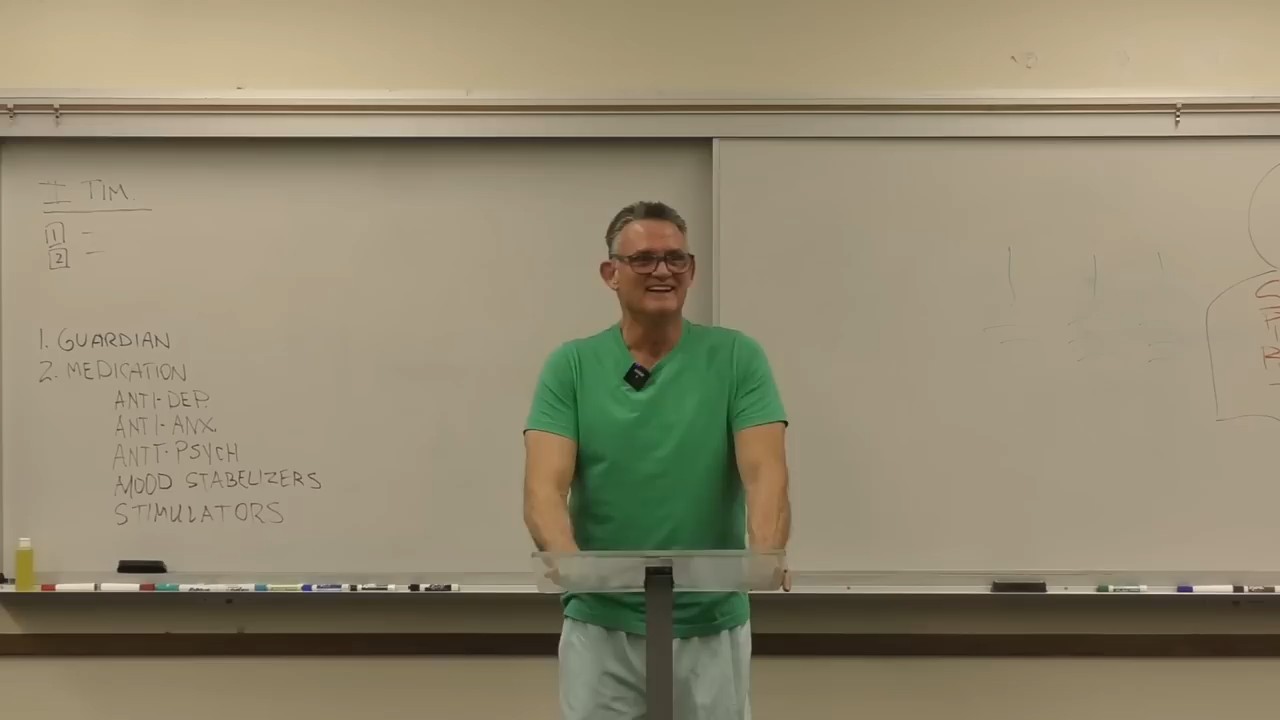 I TIM.
1 -
2 -
1. GUARDIAN
2. MEDICATION
ANTI-DEP.
ANTI-ANX.
ANTI-PSYCH
MOOD STABELIZERS
STIMULATORS